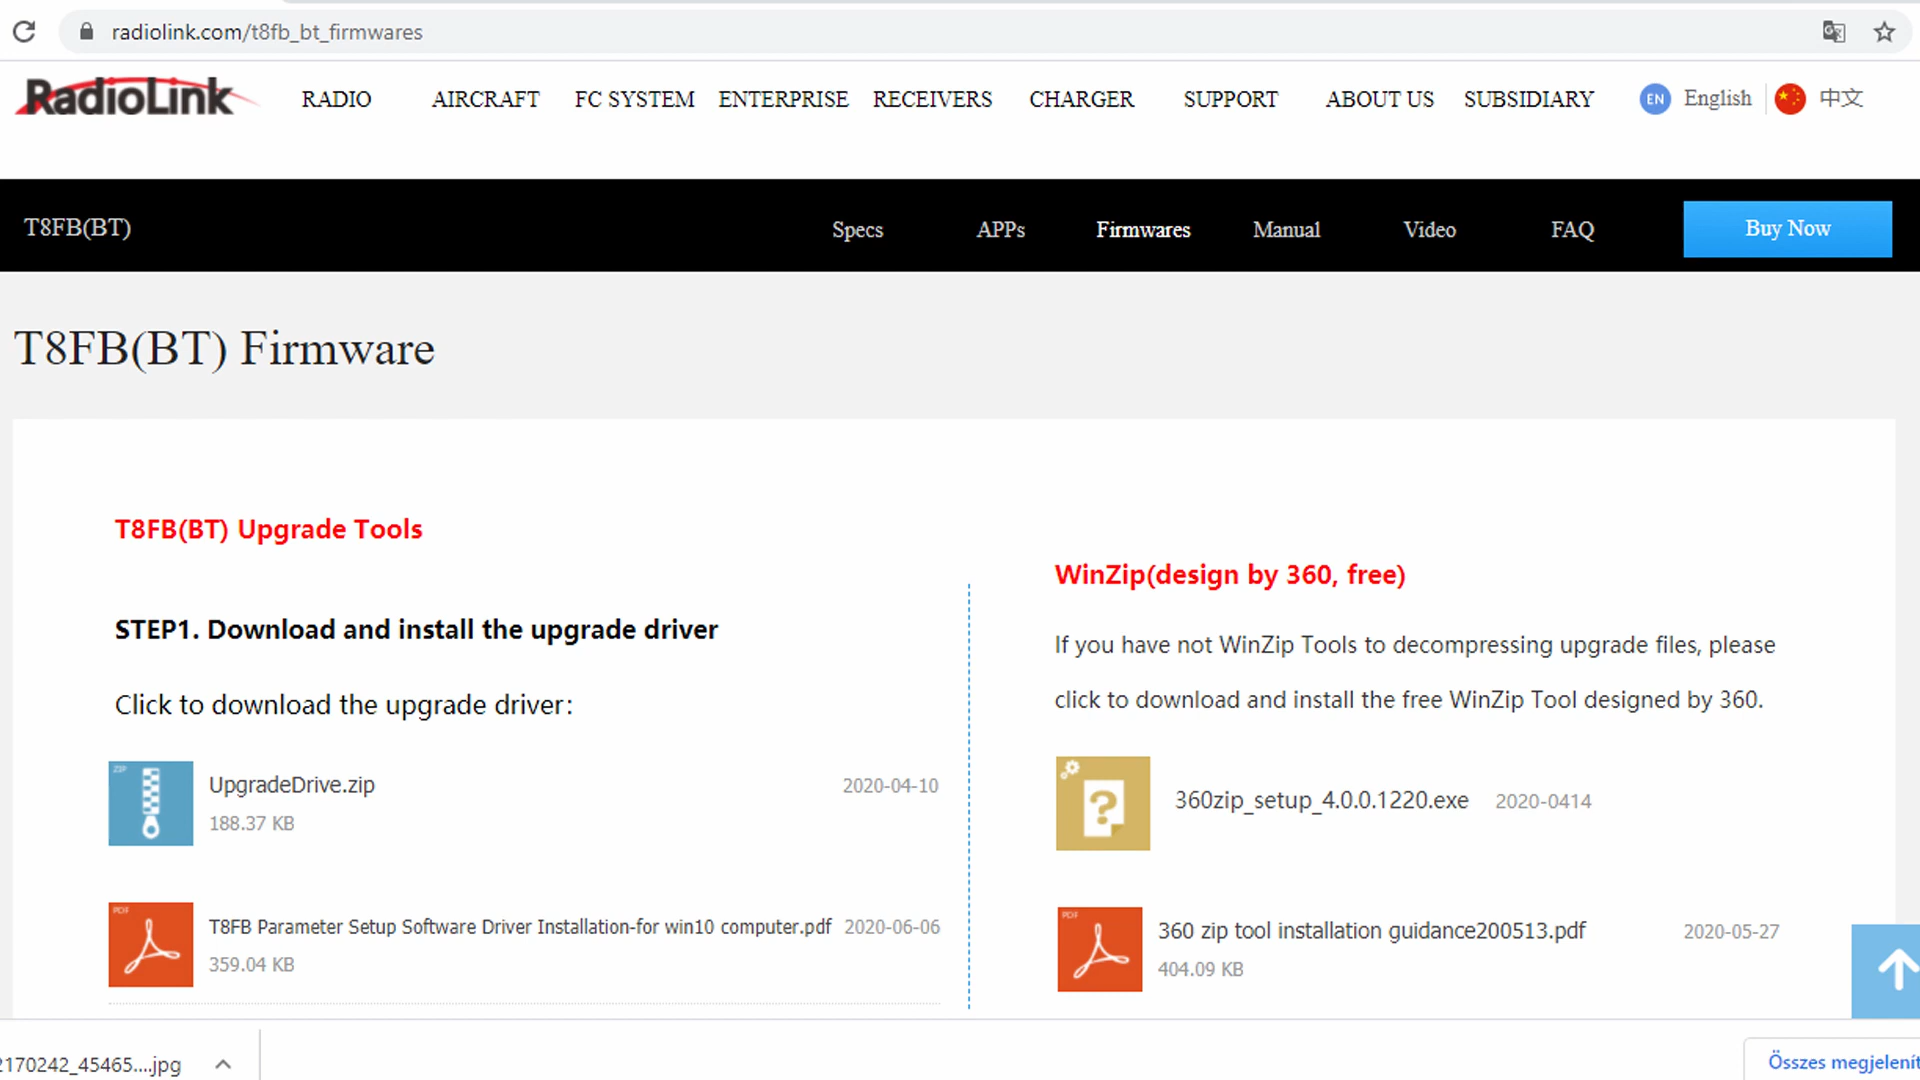 radiolink.com/t8fb_bt_firmwares
RadioLink
RADIO AIRCRAFT FC SYSTEM ENTERPRISE RECEIVERS CHARGER SUPPORT ABOUT US SUBSIDIARY EN English 中文
T8FB(BT) Specs APPs Firmwares Manual Video FAQ Buy Now
T8FB(BT) Firmware
T8FB(BT) Upgrade Tools
STEP1. Download and install the upgrade driver
Click to download the upgrade driver:
ZIP
UpgradeDrive.zip 2020-04-10
188.37 KB
PDF
T8FB Parameter Setup Software Driver Installation-for win10 computer.pdf 2020-06-06
359.04 KB
WinZip(design by 360, free)
If you have not WinZip Tools to decompressing upgrade files, please
click to download and install the free WinZip Tool designed by 360.
360zip_setup_4.0.0.1220.exe 2020-0414
PDF
360 zip tool installation guidance200513.pdf 2020-05-27
404.09 KB
2170242_45465....jpg
Összes megjelenít